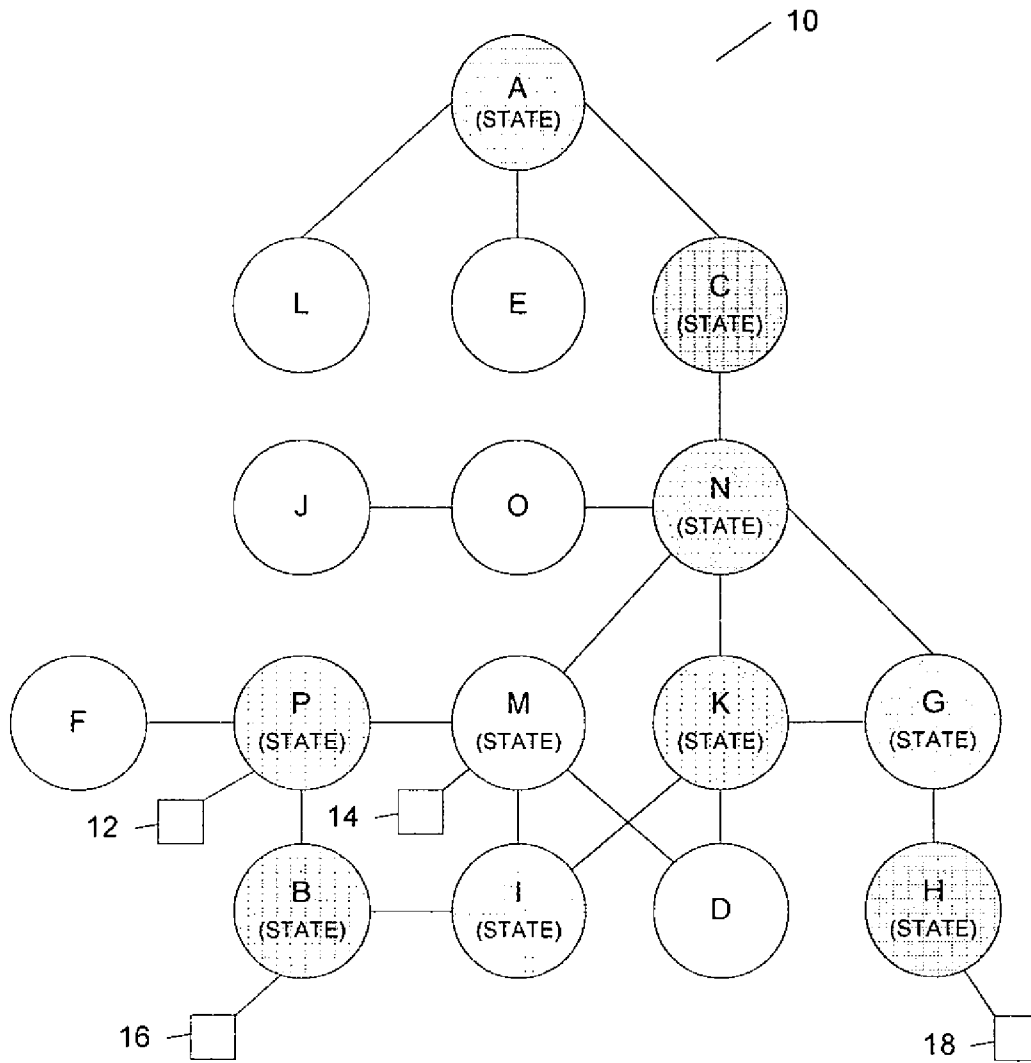 10
A
(STATE)
L
E
C
(STATE)
J
O
N
(STATE)
F
P
(STATE)
M
(STATE)
K
(STATE)
G
(STATE)
12
14
B
(STATE)
I
(STATE)
D
H
(STATE)
16
18